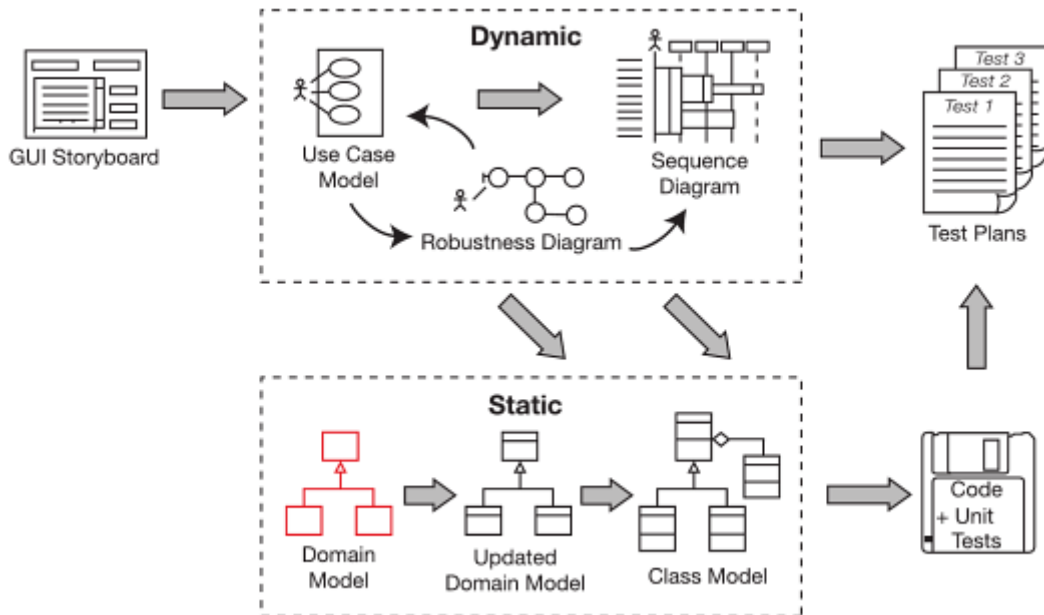 Dynamic
GUI Storyboard
Use Case
Model
Robustness Diagram
Sequence
Diagram
Test 3
Test 2
Test 1
Test Plans
Static
Domain
Model
Updated
Domain Model
Class Model
Code
+ Unit
Tests